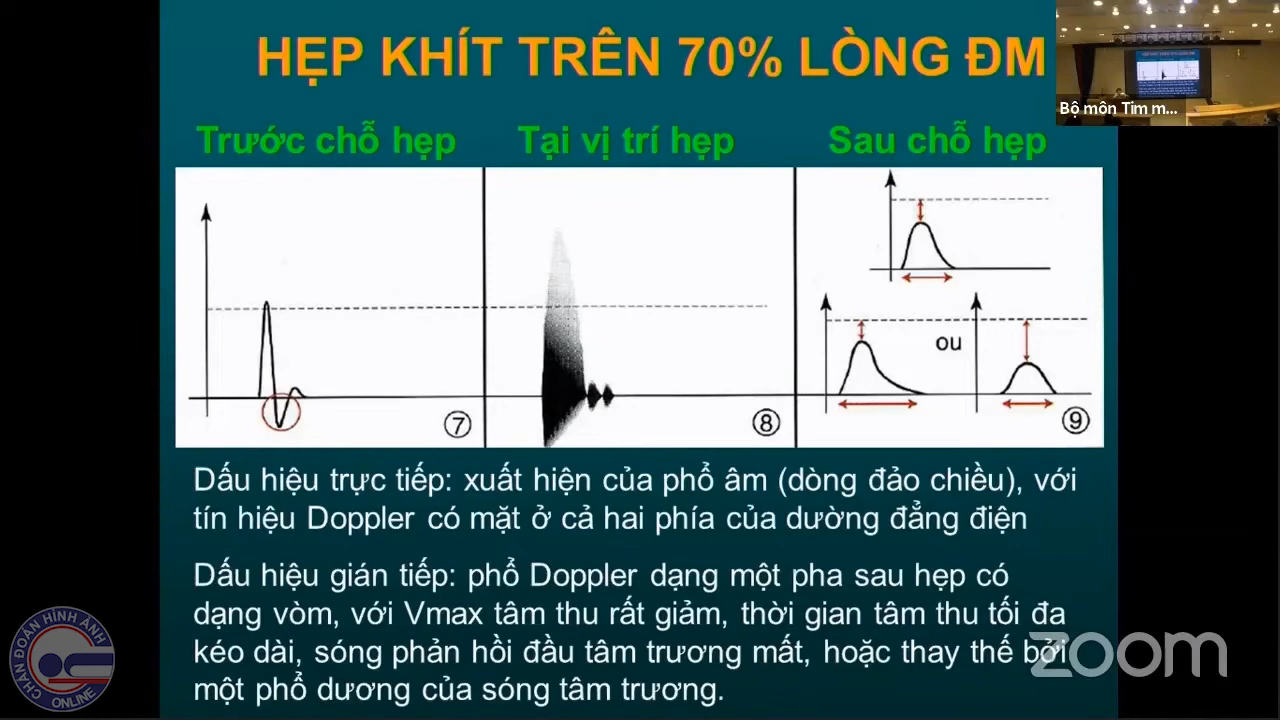 HẸP KHÍT TRÊN 70% LÒNG ĐM
Bộ môn Tim m...
Trước chỗ hẹp
Tại vị trí hẹp
Sau chỗ hẹp
ou
7
8
9
Dấu hiệu trực tiếp: xuất hiện của phổ âm (dòng đảo chiều), với
tín hiệu Doppler có mặt ở cả hai phía của dường đẳng điện
Dấu hiệu gián tiếp: phổ Doppler dạng một pha sau hẹp có
dạng vòm, với Vmax tâm thu rất giảm, thời gian tâm thu tối đa
kéo dài, sóng phản hồi đầu tâm trương mất, hoặc thay thế bởi
một phổ dương của sóng tâm trương.
zoom
CHẨN ĐOÁN HÌNH ẢNH
ONLINE